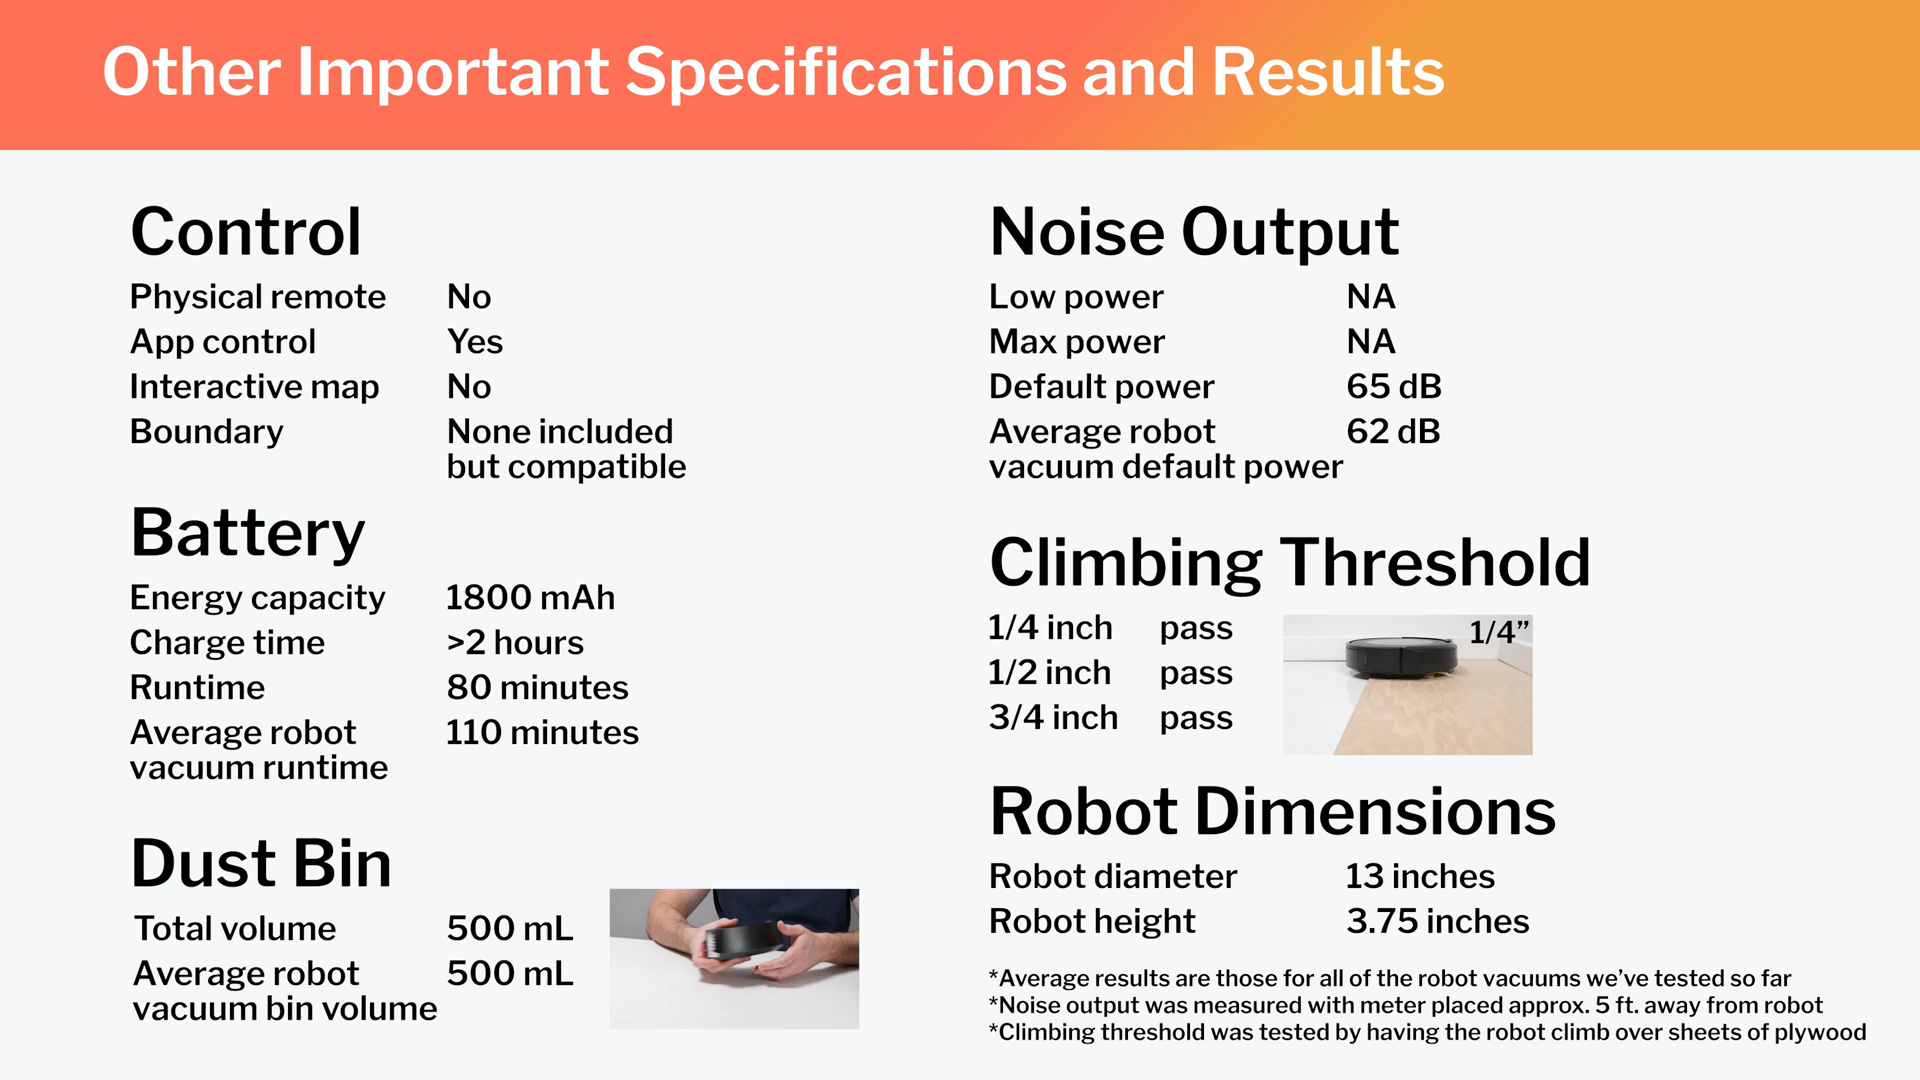 Other Important Specifications and Results
Control
Physical remote No
App control Yes
Interactive map No
Boundary None included
but compatible
Battery
Energy capacity 1800 mAh
Charge time >2 hours
Runtime 80 minutes
Average robot 110 minutes
vacuum runtime
Dust Bin
Total volume 500 mL
Average robot 500 mL
vacuum bin volume
Noise Output
Low power NA
Max power NA
Default power 65 dB
Average robot 62 dB
vacuum default power
Climbing Threshold
1/4 inch pass
1/2 inch pass
3/4 inch pass
1/4”
Robot Dimensions
Robot diameter 13 inches
Robot height 3.75 inches
*Average results are those for all of the robot vacuums we’ve tested so far
*Noise output was measured with meter placed approx. 5 ft. away from robot
*Climbing threshold was tested by having the robot climb over sheets of plywood